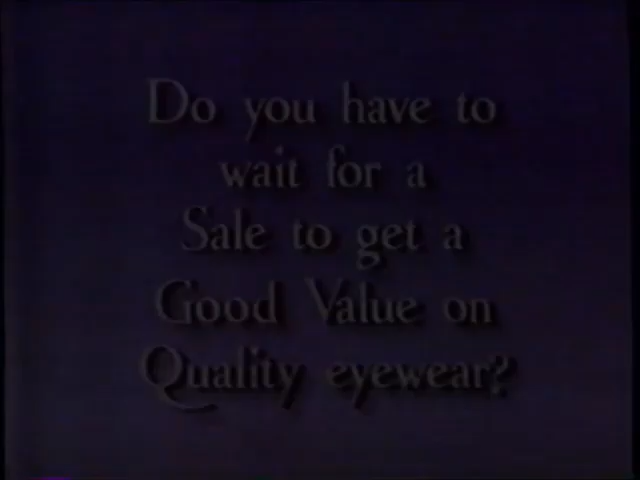 Do you have to
wait for a
Sale to get a
Good Value on
Quality eyewear?